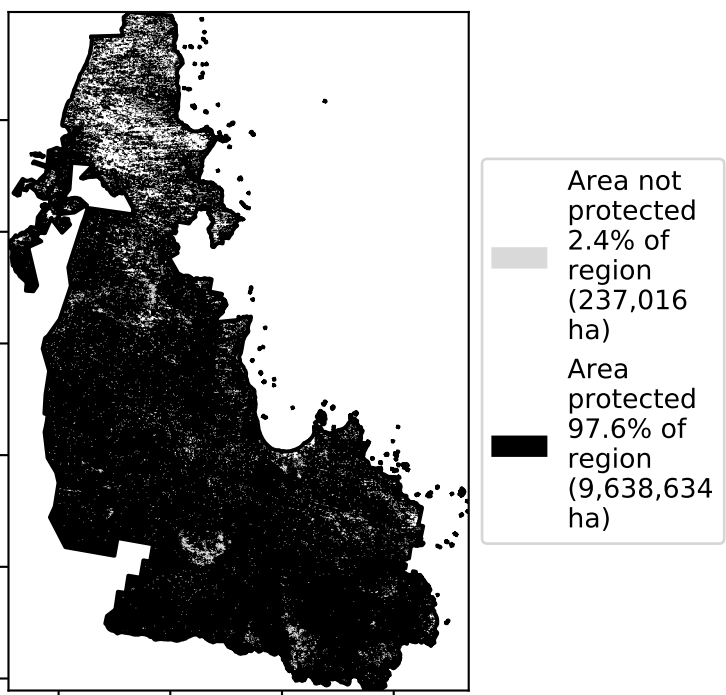 Area not
protected
2.4% of
region
(237,016
ha)
Area
protected
97.6% of
region
(9,638,634
ha)